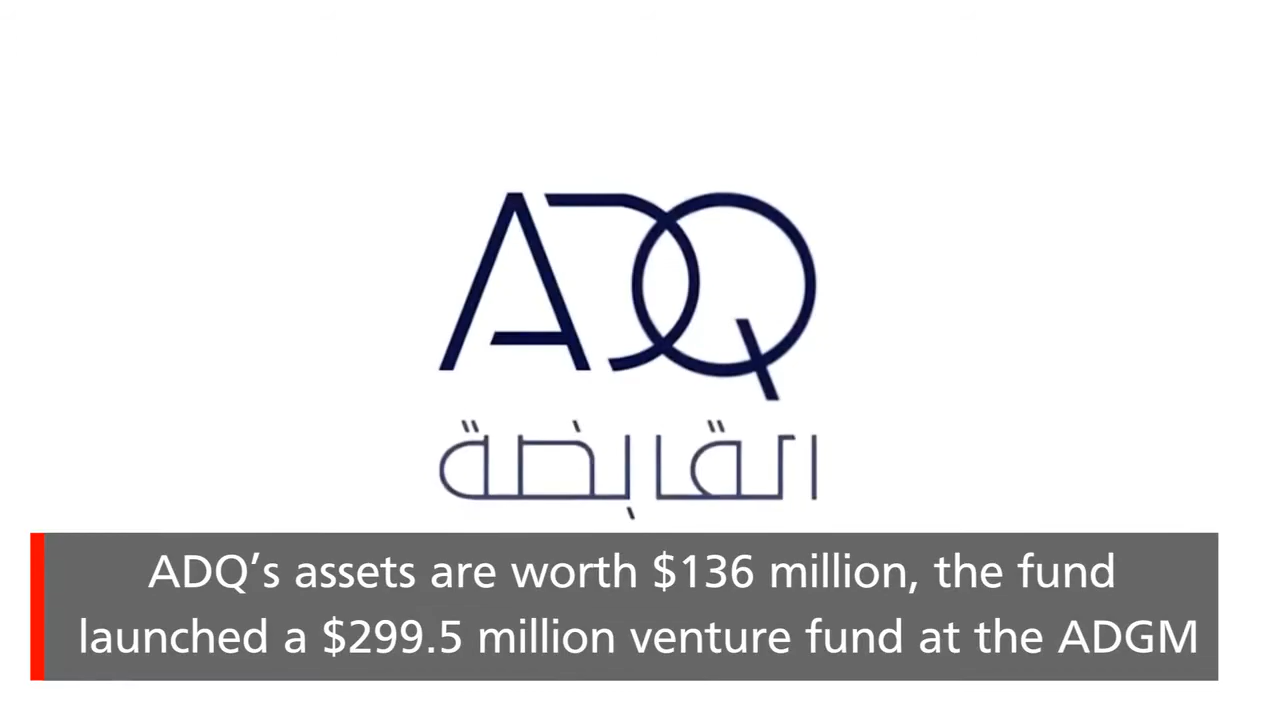 ADQ
القابضة
ADQ’s assets are worth $136 million, the fund
launched a $299.5 million venture fund at the ADGM